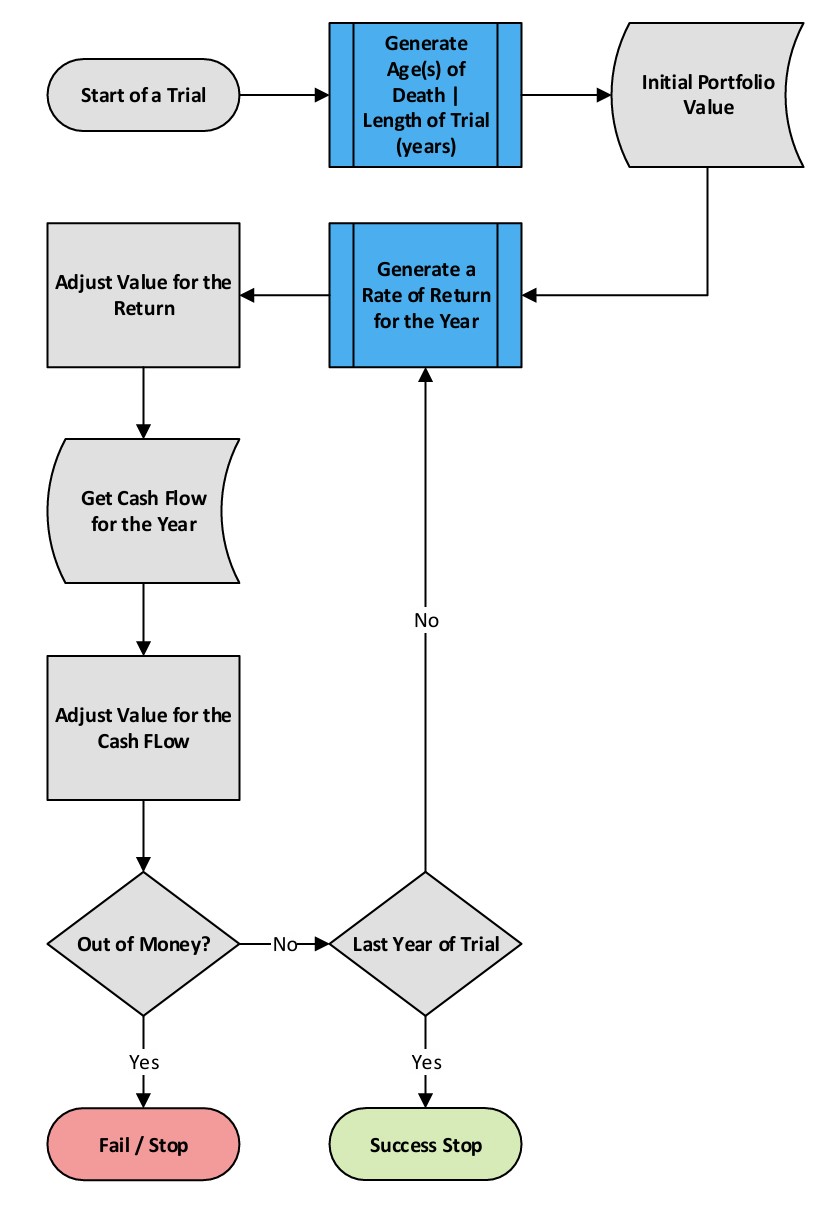 Start of a Trial
Generate
Age(s) of
Death |
Length of Trial
(years)
Initial Portfolio
Value
Adjust Value for the
Return
Generate a
Rate of Return
for the Year
Get Cash Flow
for the Year
No
Adjust Value for the
Cash FLow
Out of Money?
No
Last Year of Trial
Yes
Yes
Fail / Stop
Success Stop